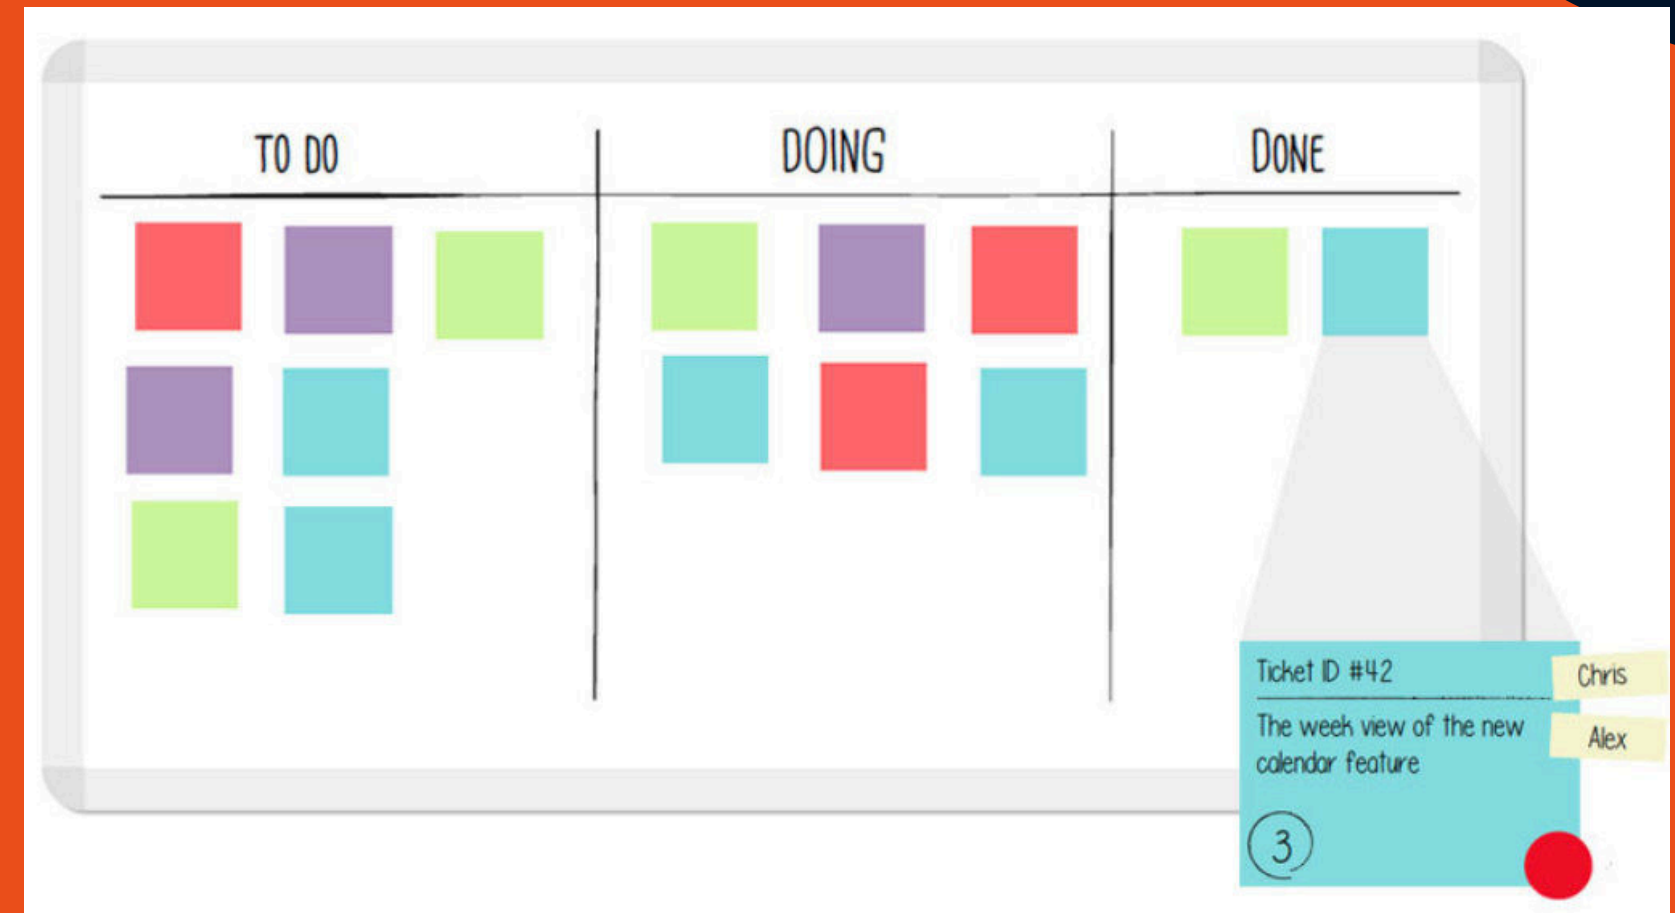 TO DO
DOING
DONE
Ticket ID #42
Chris
The week view of the new
calendar feature
Alex
3